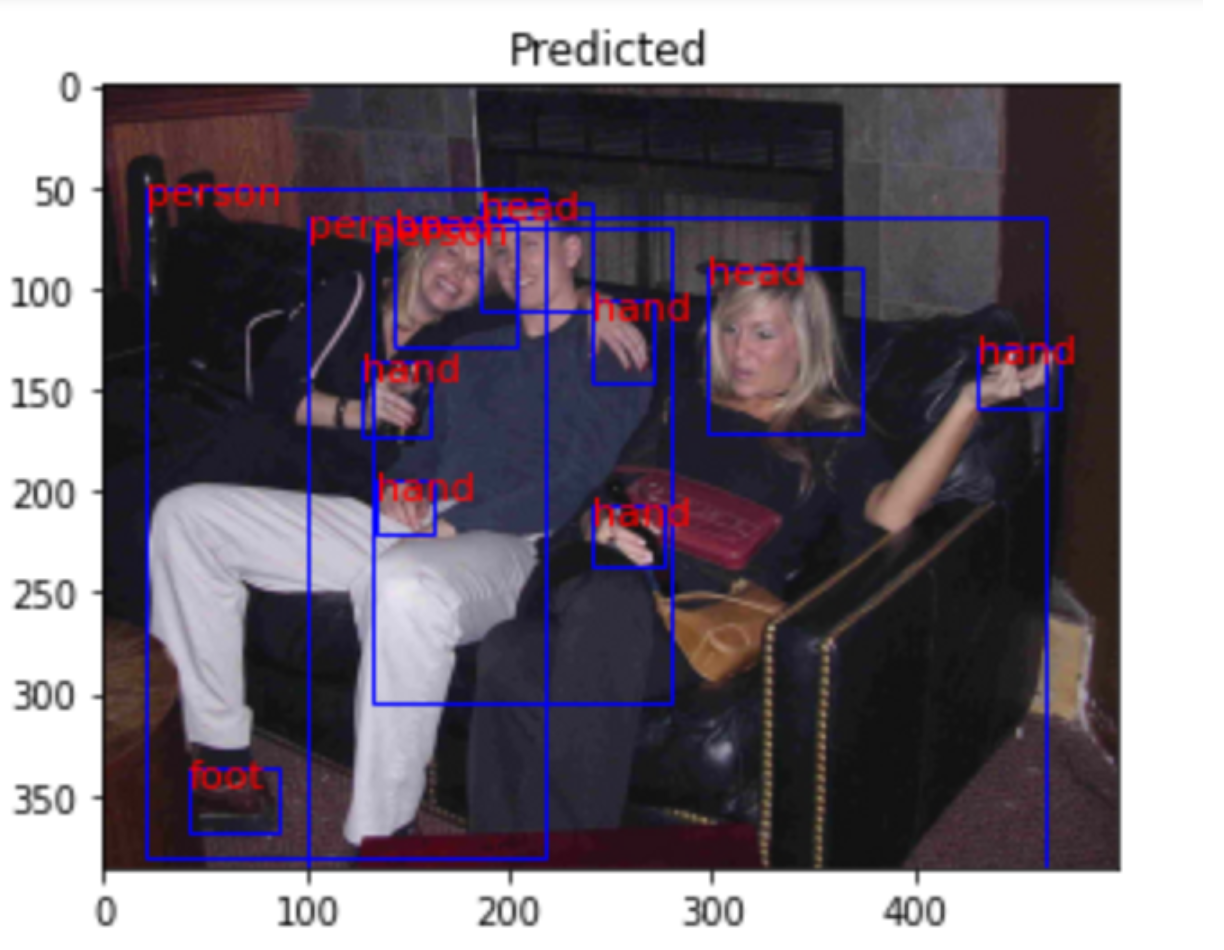 Predicted
0
50
100
150
200
250
300
350
0 100 200 300 400
person
head
person head
person
head
hand
hand
hand
hand
hand
foot